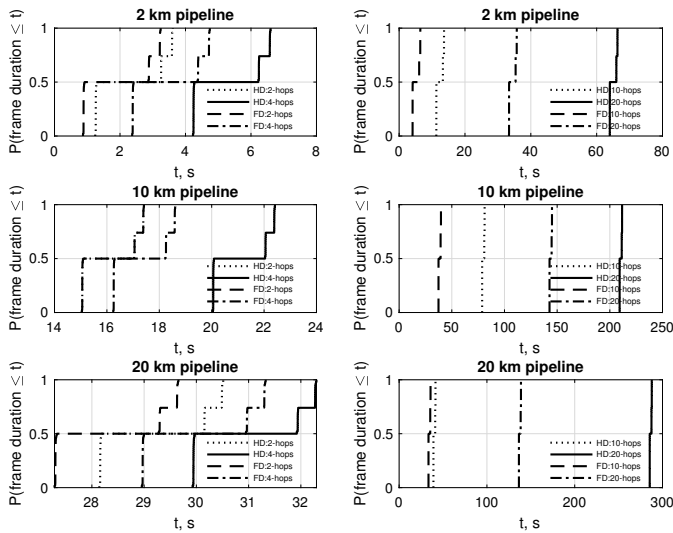 2 km pipeline
P(frame duration ≤ t)
1
0.5
0
HD:2-hops
HD:4-hops
FD:2-hops
FD:4-hops
0 2 4 6 8
t, s
2 km pipeline
P(frame duration ≤ t)
1
0.5
0
HD:10-hops
HD:20-hops
FD:10-hops
FD:20-hops
0 20 40 60 80
t, s
10 km pipeline
P(frame duration ≤ t)
1
0.5
0
HD:2-hops
HD:4-hops
FD:2-hops
FD:4-hops
14 16 18 20 22 24
t, s
10 km pipeline
P(frame duration ≤ t)
1
0.5
0
HD:10-hops
HD:20-hops
FD:10-hops
FD:20-hops
0 50 100 150 200 250
t, s
20 km pipeline
P(frame duration ≤ t)
1
0.5
0
HD:2-hops
HD:4-hops
FD:2-hops
FD:4-hops
28 29 30 31 32
t, s
20 km pipeline
P(frame duration ≤ t)
1
0.5
0
HD:10-hops
HD:20-hops
FD:10-hops
FD:20-hops
0 100 200 300
t, s